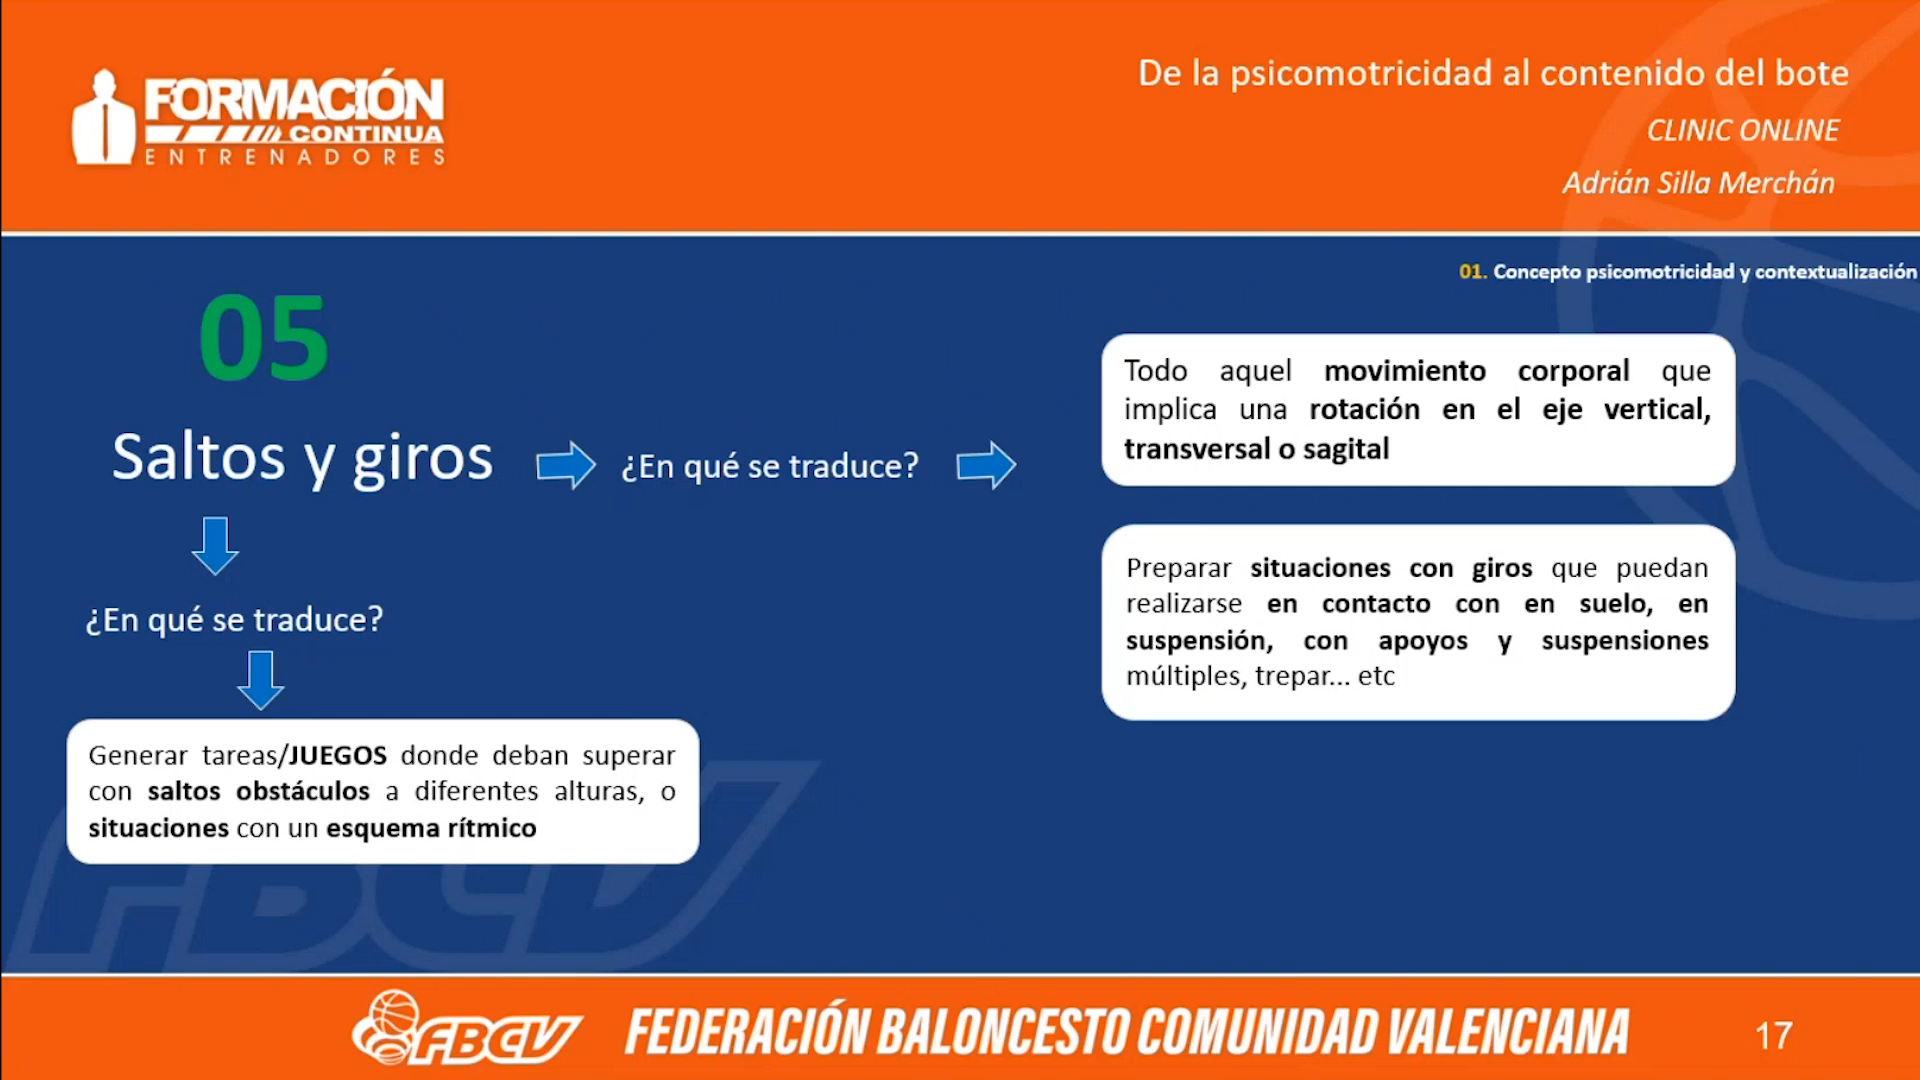 FORMACIÓN
CONTINUA
ENTRENADORES
De la psicomotricidad al contenido del bote
CLINIC ONLINE
Adrián Silla Merchán
01. Concepto psicomotricidad y contextualización
05
Saltos y giros
¿En qué se traduce?
Todo aquel movimiento corporal que
implica una rotación en el eje vertical,
transversal o sagital
Preparar situaciones con giros que puedan
realizarse en contacto con en suelo, en
suspensión, con apoyos y suspensiones
múltiples, trepar... etc
¿En qué se traduce?
Generar tareas/JUEGOS donde deban superar
con saltos obstáculos a diferentes alturas, o
situaciones con un esquema rítmico
FBCV
FBCV
FEDERACIÓN BALONCESTO COMUNIDAD VALENCIANA
17